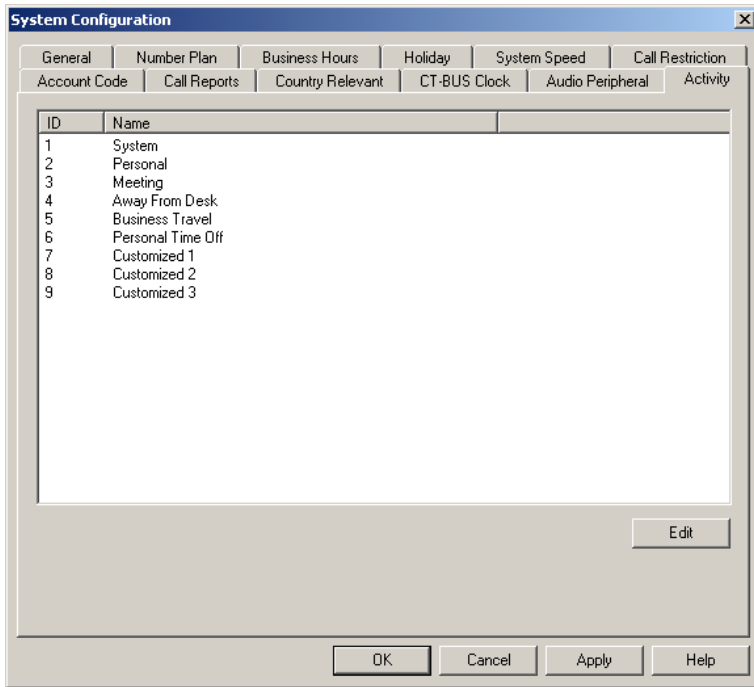 System Configuration
General Number Plan Business Hours Holiday System Speed Call Restriction
Account Code Call Reports Country Relevant CT-BUS Clock Audio Peripheral Activity
ID Name
1 System
2 Personal
3 Meeting
4 Away From Desk
5 Business Travel
6 Personal Time Off
7 Customized 1
8 Customized 2
9 Customized 3
Edit
OK Cancel Apply Help